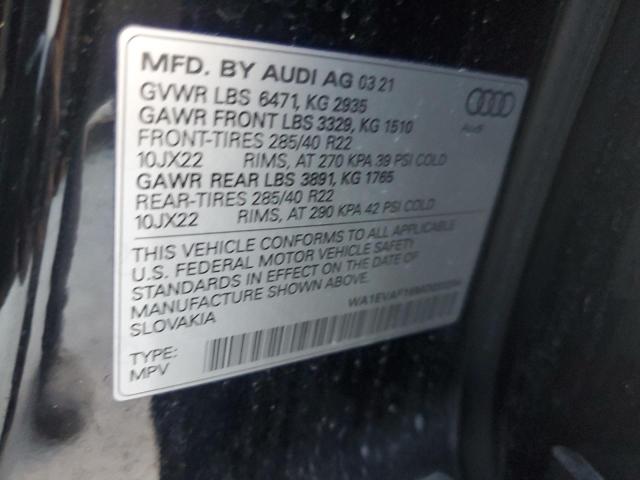 MFD. BY AUDI AG 03 21
GVWR LBS 6471, KG 2935
GAWR FRONT LBS 3329, KG 1510
FRONT-TIRES 285/40 R22
10JX22 RIMS, AT 270 KPA 39 PSI COLD
GAWR REAR LBS 3891, KG 1765
REAR-TIRES 285/40 R22
10JX22 RIMS, AT 290 KPA 42 PSI COLD
THIS VEHICLE CONFORMS TO ALL APPLICABLE
U.S. FEDERAL MOTOR VEHICLE SAFETY
STANDARDS IN EFFECT ON THE DATE OF
MANUFACTURE SHOWN ABOVE.
SLOVAKIA
TYPE:
MPV
Audi